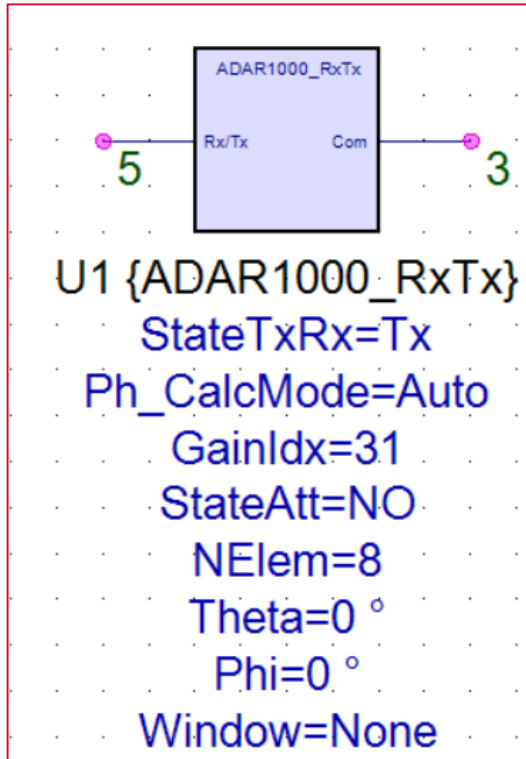 ADAR1000_RxTx
Rx/Tx Com
5 3
U1 {ADAR1000_RxTx}
StateTxRx=Tx
Ph_CalcMode=Auto
GainIdx=31
StateAtt=NO
NElem=8
Theta=0 °
Phi=0 °
Window=None